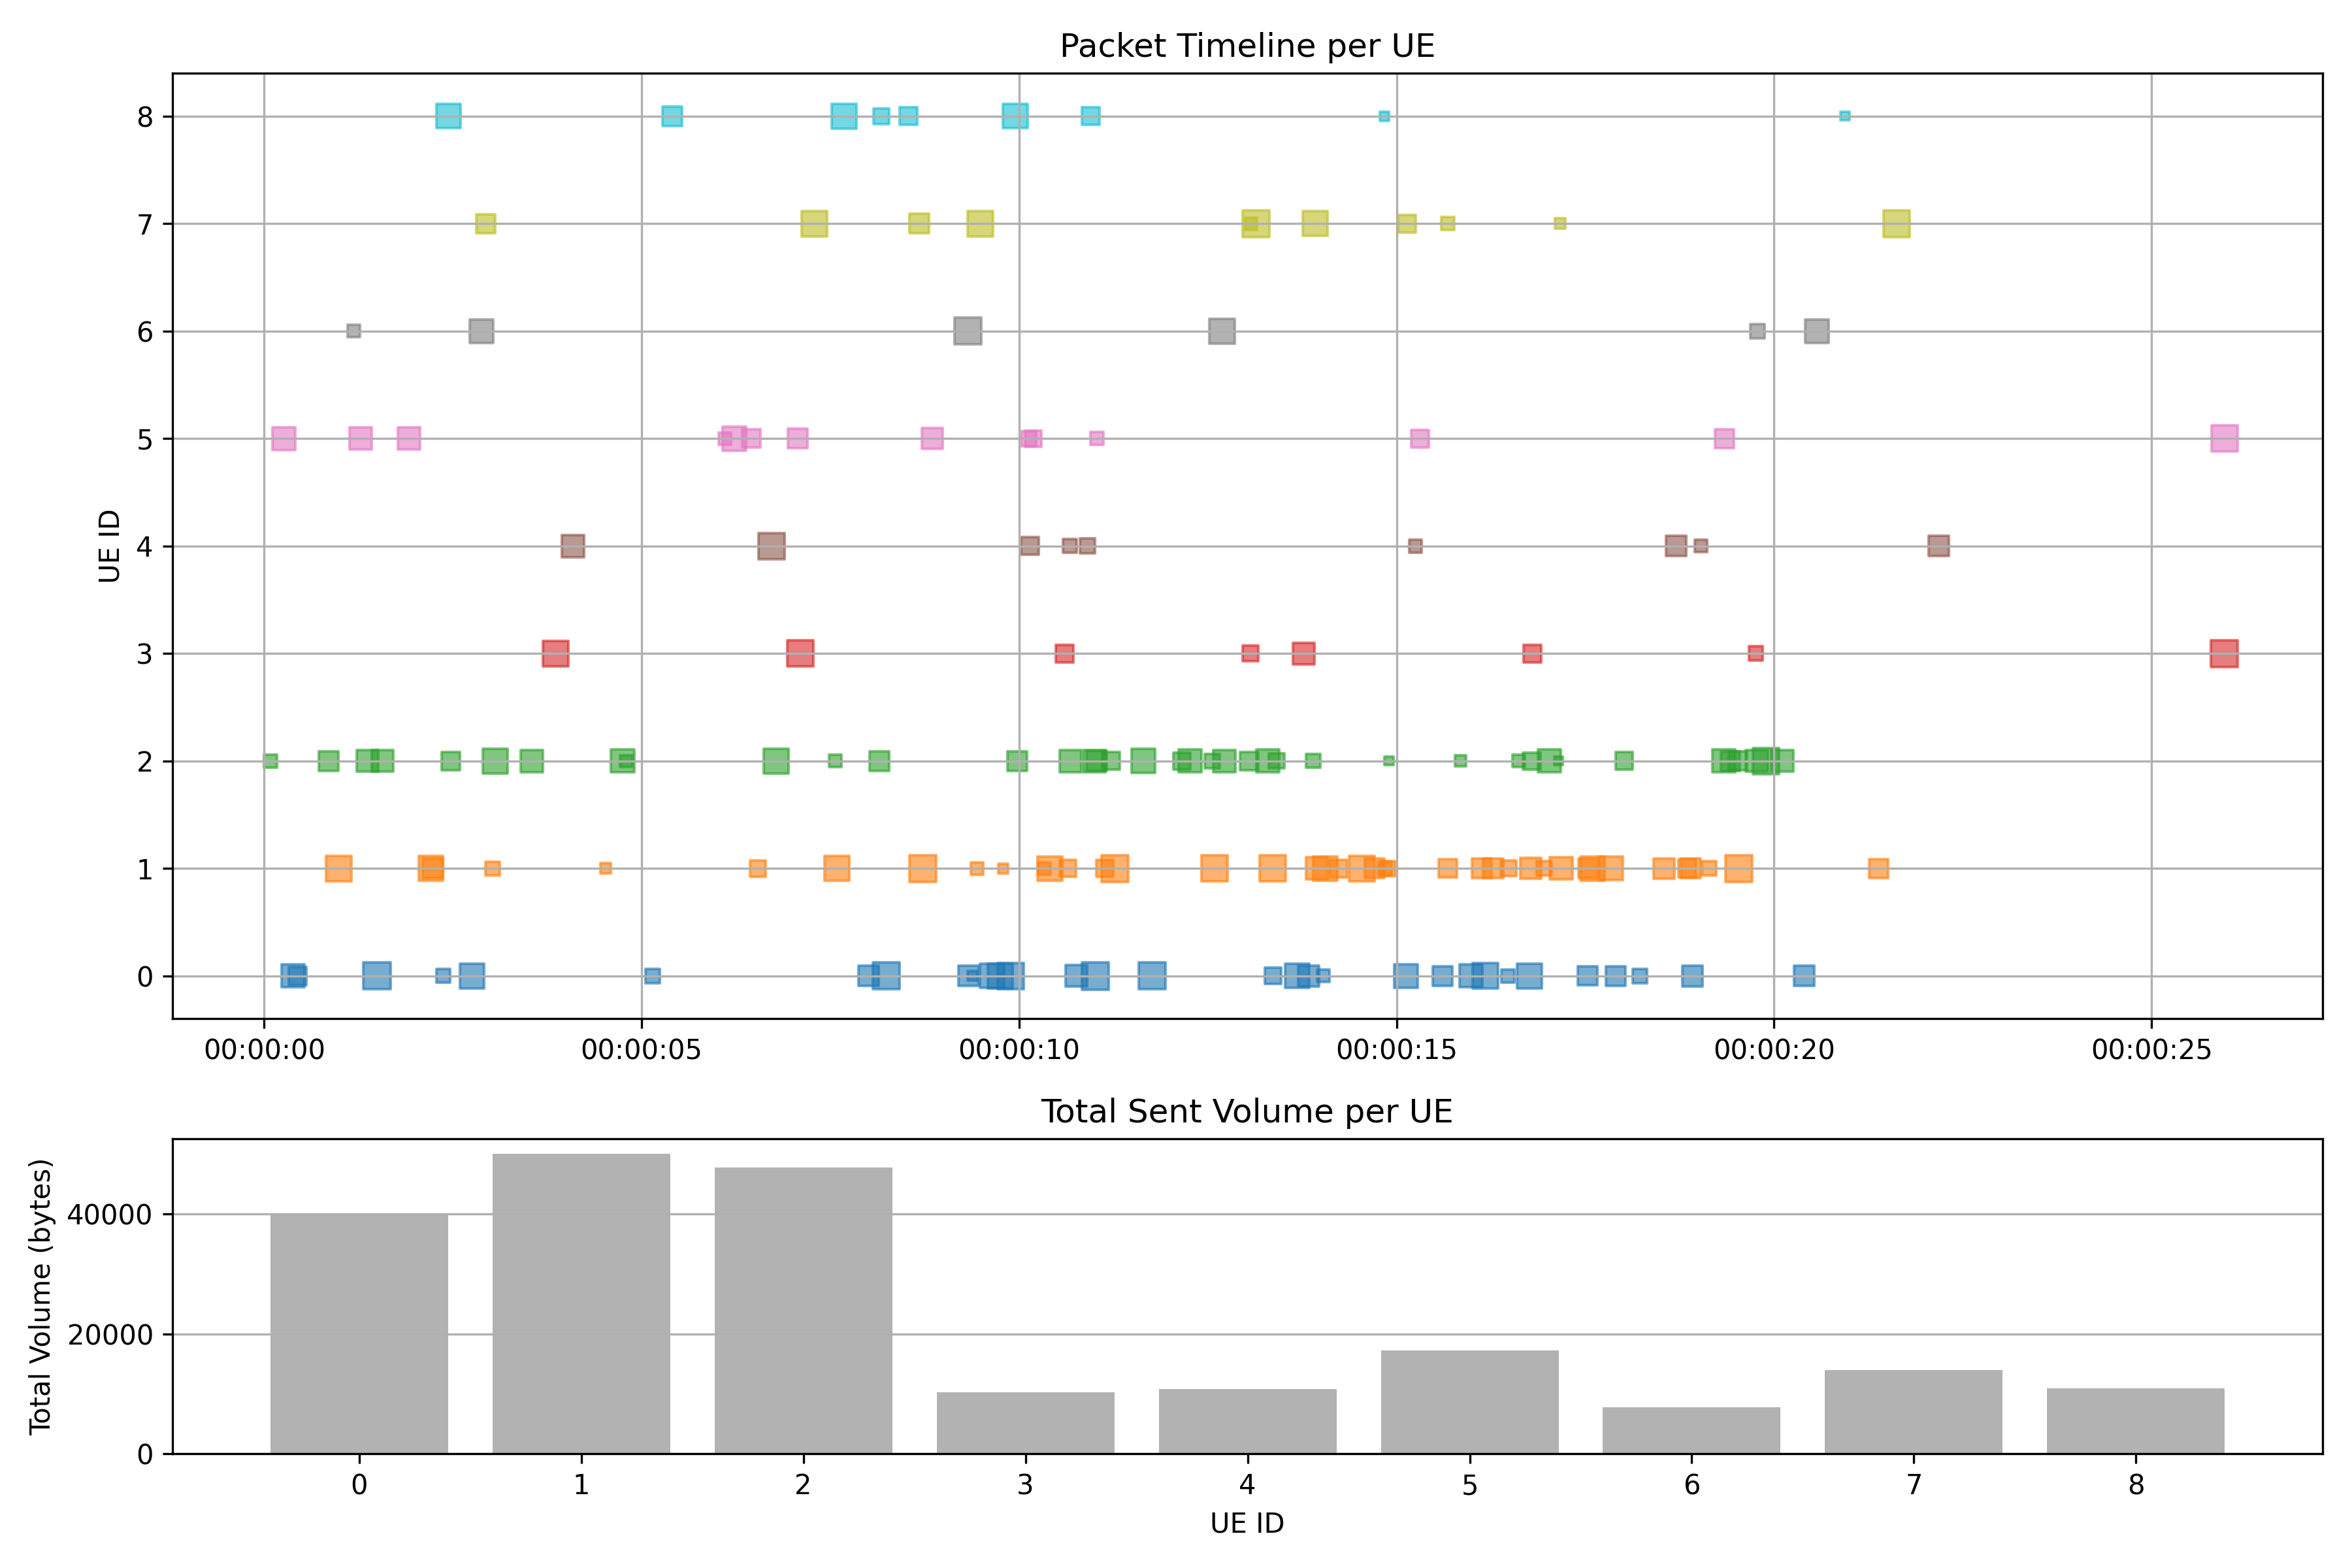 Packet Timeline per UE
UE ID
8
7
6
5
4
3
2
1
0
00:00:00 00:00:05 00:00:10 00:00:15 00:00:20 00:00:25
Total Sent Volume per UE
Total Volume (bytes)
40000
20000
0
0 1 2 3 4 5 6 7 8
UE ID